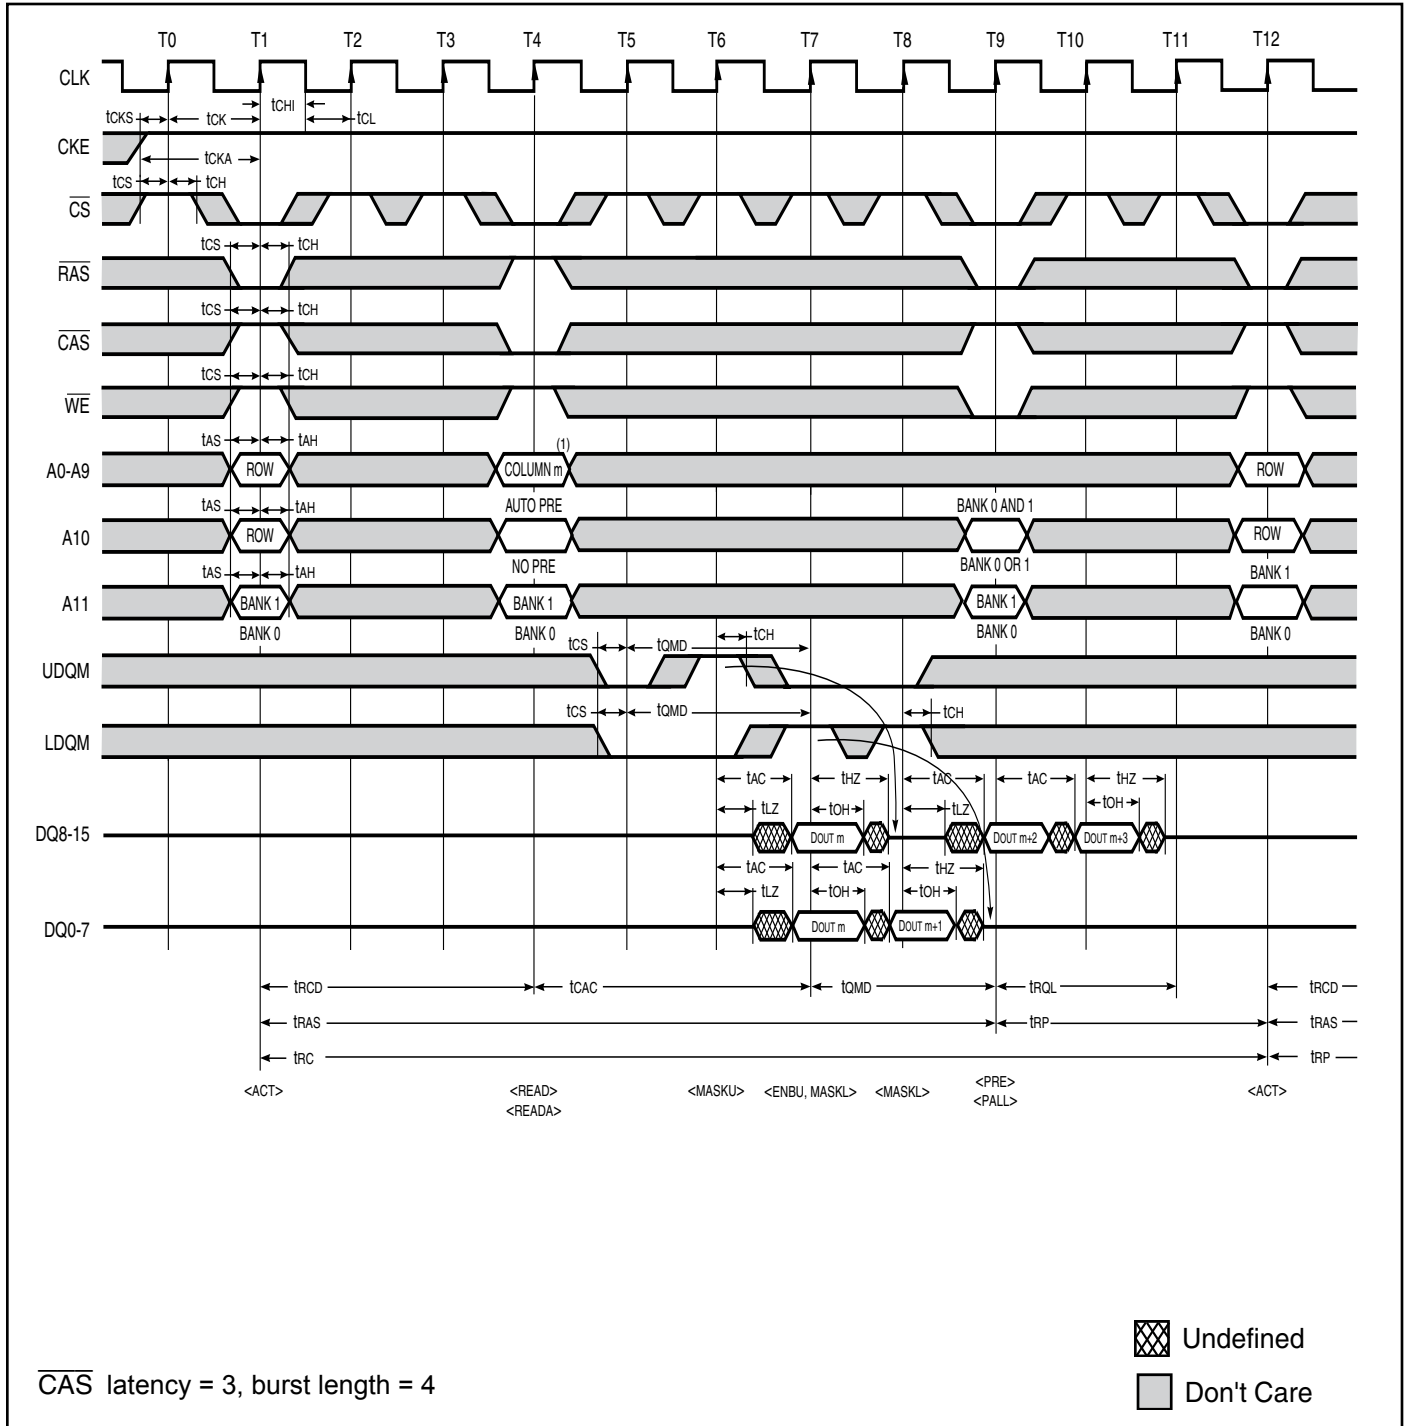 T0 T1 T2 T3 T4 T5 T6 T7 T8 T9 T10 T11 T12
CLK
tCHI
tCKS tCK tCL
CKE
tCKA
tCS tCH
CS
tCS tCH
RAS
tCS tCH
CAS
tCS tCH
WE
tAS tAH (1)
A0-A9 ROW COLUMN m ROW
tAS tAH AUTO PRE BANK 0 AND 1
A10 ROW ROW
NO PRE BANK 0 OR 1
tAS tAH BANK 1
A11 BANK 1 BANK 1 BANK 1
BANK 0 BANK 0 BANK 0 BANK 0
tCS tQMD tCH
UDQM
tCS tQMD tCH
LDQM
tAC tHZ tAC tAC tHZ
tLZ tOH tLZ tOH
DQ8-15 DOUT m DOUT m+2 DOUT m+3
tAC tAC tHZ
tLZ tOH tOH
DQ0-7 DOUT m DOUT m+1
tRCD tCAC tQMD tRQL tRCD
tRAS tRP tRAS
tRC tRP
<ACT> <READ> <MASKU> <ENBU, MASKL> <MASKL> <PRE> <ACT>
<READA> <PALL>
Undefined
CAS latency = 3, burst length = 4
Don't Care